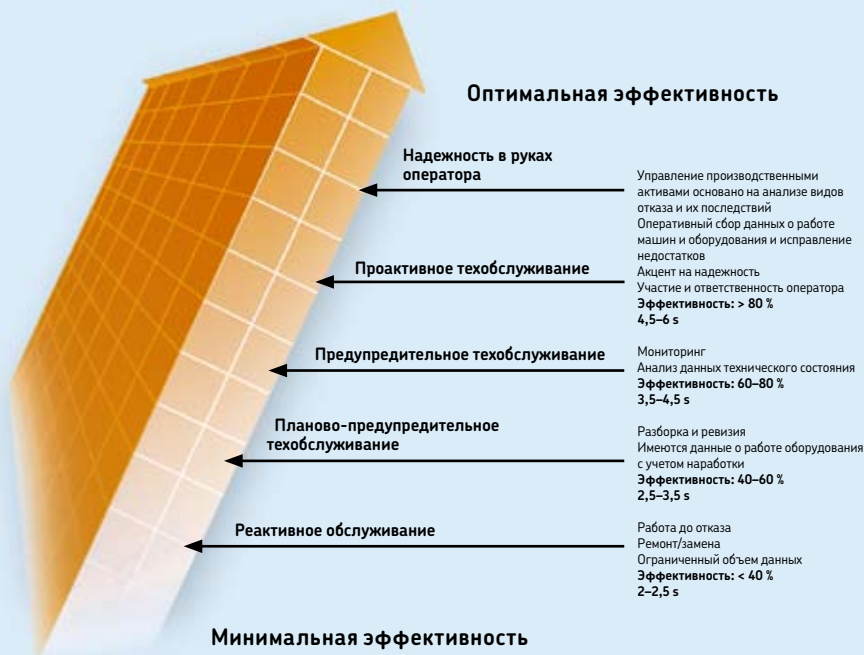 Оптимальная эффективность
Надежность в руках
оператора
Управление производственными
активами основано на анализе видов
отказа и их последствий
Оперативный сбор данных о работе
машин и оборудования и исправление
недостатков
Акцент на надежность
Участие и ответственность оператора
Эффективность: > 80 %
4,5–6 s
Проактивное техобслуживание
Предупредительное техобслуживание
Мониторинг
Анализ данных технического состояния
Эффективность: 60–80 %
3,5–4,5 s
Планово-предупредительное
техобслуживание
Разборка и ревизия
Имеются данные о работе оборудования
с учетом наработки
Эффективность: 40–60 %
2,5–3,5 s
Реактивное обслуживание
Работа до отказа
Ремонт/замена
Ограниченный объем данных
Эффективность: < 40 %
2–2,5 s
Минимальная эффективность